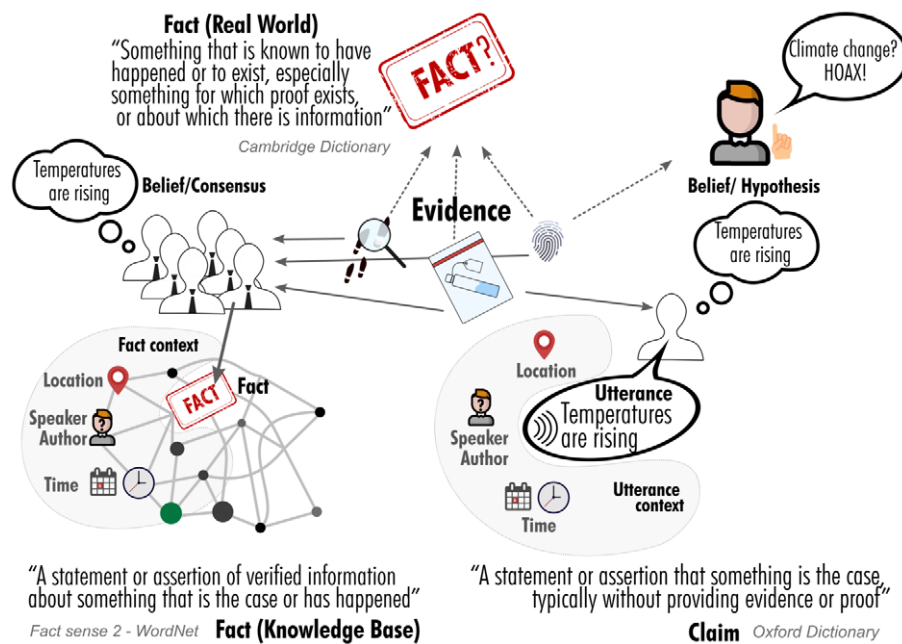 Fact (Real World)
“Something that is known to have
happened or to exist, especially
something for which proof exists,
or about which there is information”
Cambridge Dictionary
FACT?
Climate change?
HOAX!
Temperatures
are rising
Belief/Consensus
Evidence
Belief/ Hypothesis
Temperatures
are rising
Fact context
Location
Fact
FACT
Speaker
Author
Time
Location
Utterance
Temperatures
are rising
Speaker
Author
Utterance
context
Time
“A statement or assertion of verified information
about something that is the case or has happened”
Fact sense 2 - WordNet Fact (Knowledge Base)
“A statement or assertion that something is the case,
typically without providing evidence or proof”
Claim Oxford Dictionary